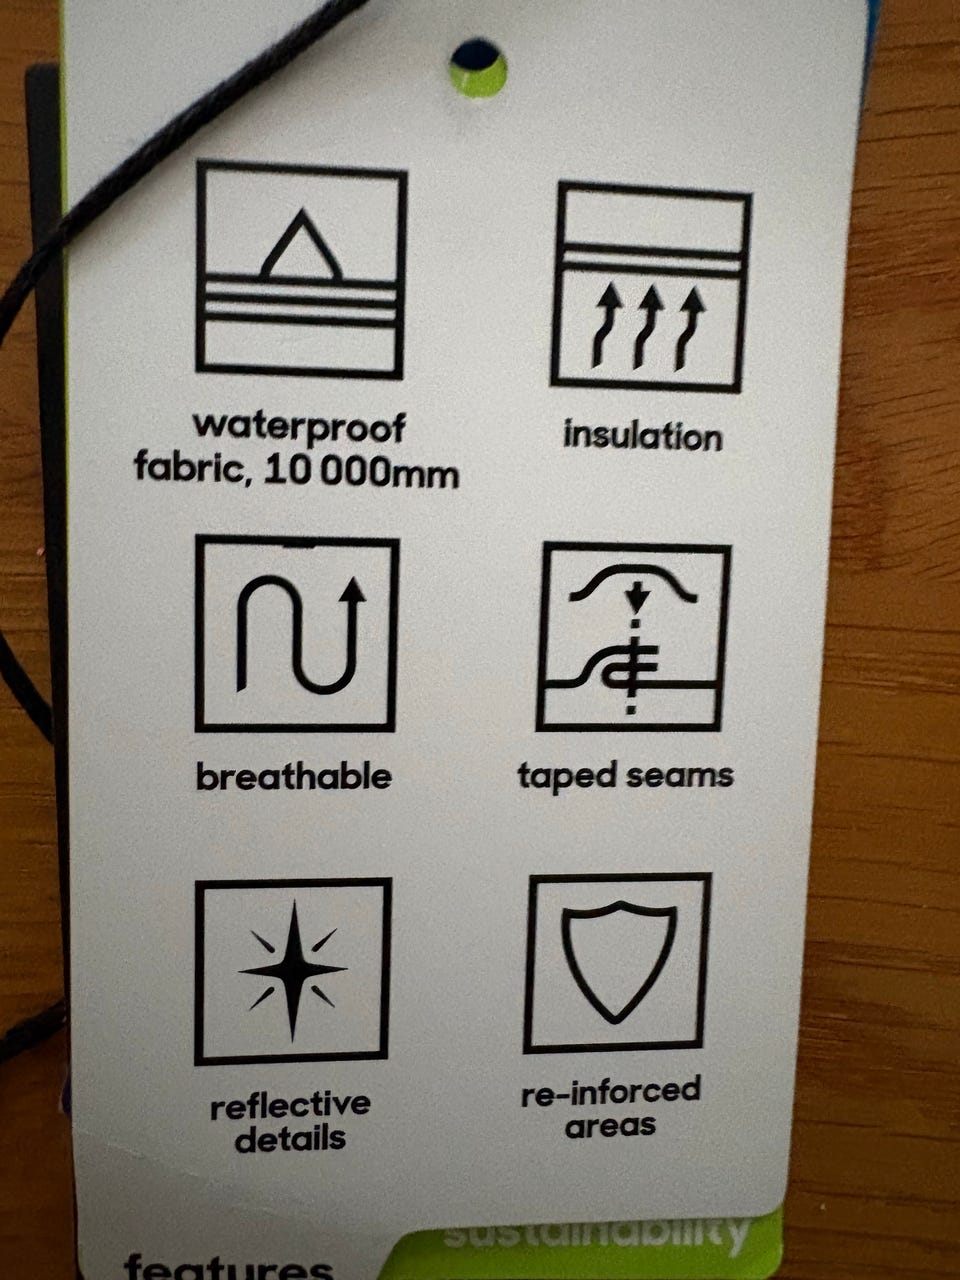 waterproof
fabric, 10 000mm
insulation
breathable
taped seams
reflective
details
re-inforced
areas
sustainability
features